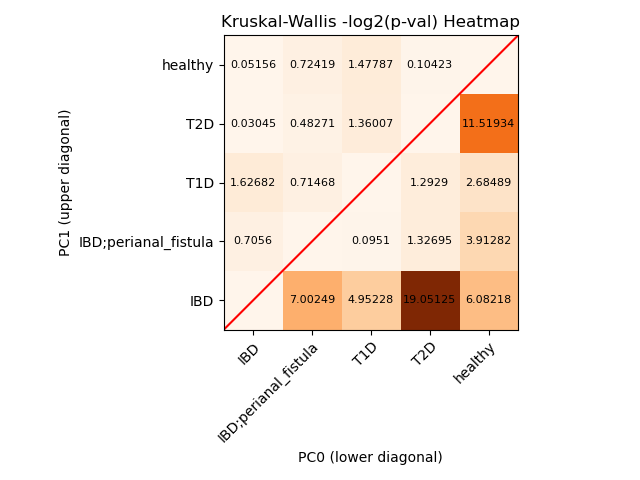 Kruskal-Wallis -log2(p-val) Heatmap
PC1 (upper diagonal)
healthy 0.05156 0.72419 1.47787 0.10423
T2D 0.03045 0.48271 1.36007 11.51934
T1D 1.62682 0.71468 1.2929 2.68489
IBD;perianal_fistula 0.7056 0.0951 1.32695 3.91282
IBD 7.00249 4.95228 19.05125 6.08218
IBD IBD;perianal_fistula T1D T2D healthy
PC0 (lower diagonal)